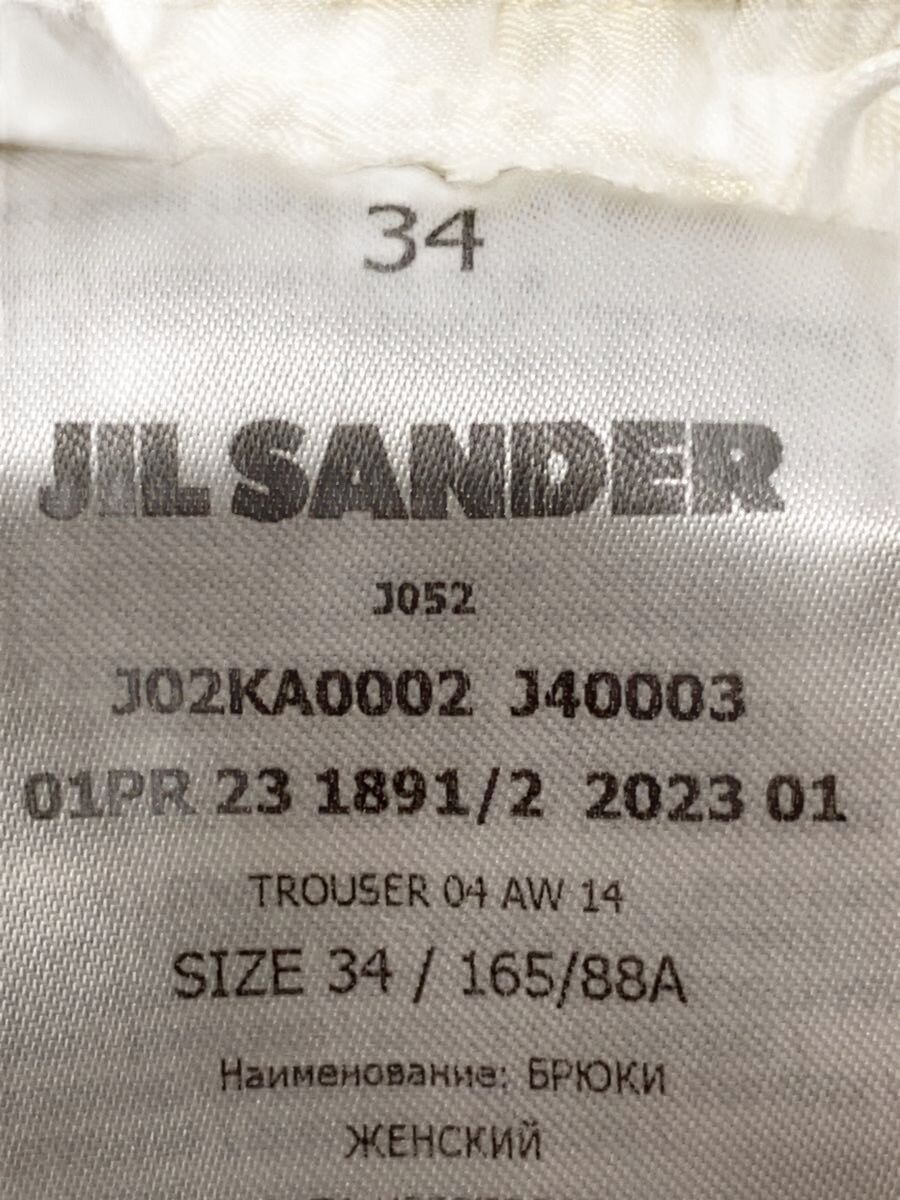 34
JIL SANDER
J052
J02KA0002 J40003
01PR 23 1891/2 2023 01
TROUSER 04 AW 14
SIZE 34 / 165/88A
Наименование: БРЮКИ
ЖЕНСКИЙ